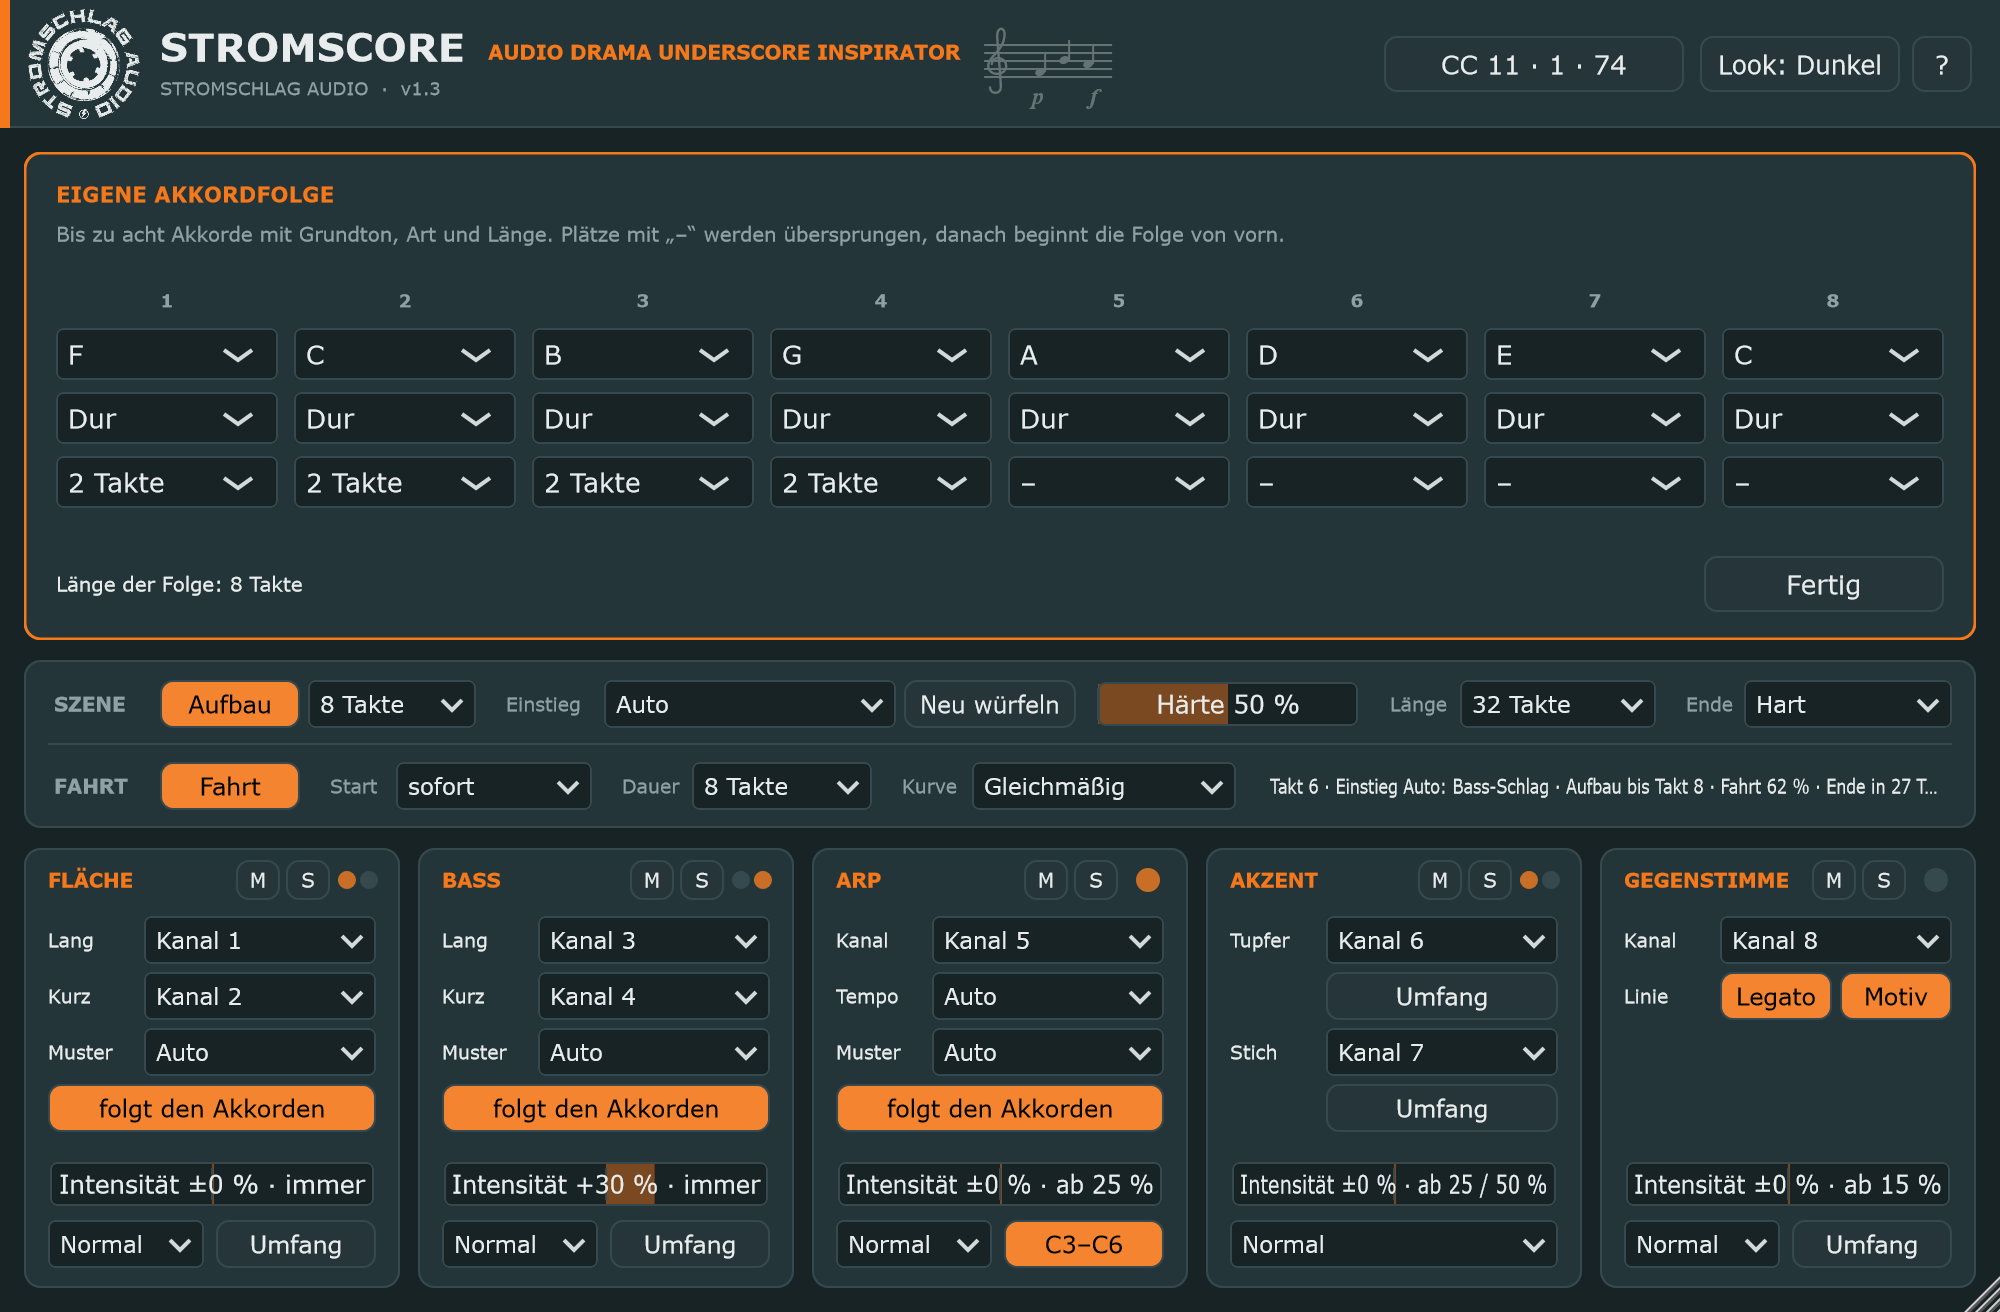 STROMSCHLAG AUDIO
STROMSCORE
AUDIO DRAMA UNDERSCORE INSPIRATOR
STROMSCHLAG AUDIO · v1.3
p f
CC 11 · 1 · 74
Look: Dunkel
?
EIGENE AKKORDFOLGE
Bis zu acht Akkorde mit Grundton, Art und Länge. Plätze mit „–“ werden übersprungen, danach beginnt die Folge von vorn.
1 2 3 4 5 6 7 8
F C B G A D E C
Dur Dur Dur Dur Dur Dur Dur Dur
2 Takte 2 Takte 2 Takte 2 Takte – – – –
Länge der Folge: 8 Takte
Fertig
SZENE Aufbau 8 Takte Einstieg Auto Neu würfeln Härte 50 % Länge 32 Takte Ende Hart
FAHRT Fahrt Start sofort Dauer 8 Takte Kurve Gleichmäßig Takt 6 · Einstieg Auto: Bass-Schlag · Aufbau bis Takt 8 · Fahrt 62 % · Ende in 27 T...
FLÄCHE M S
Lang Kanal 1
Kurz Kanal 2
Muster Auto
folgt den Akkorden
Intensität ±0 % · immer
Normal Umfang
BASS M S
Lang Kanal 3
Kurz Kanal 4
Muster Auto
folgt den Akkorden
Intensität +30 % · immer
Normal Umfang
ARP M S
Kanal Kanal 5
Tempo Auto
Muster Auto
folgt den Akkorden
Intensität ±0 % · ab 25 %
Normal C3–C6
AKZENT M S
Tupfer Kanal 6
Umfang
Stich Kanal 7
Umfang
Intensität ±0 % · ab 25 / 50 %
Normal
GEGENSTIMME M S
Kanal Kanal 8
Linie Legato Motiv
Intensität ±0 % · ab 15 %
Normal Umfang